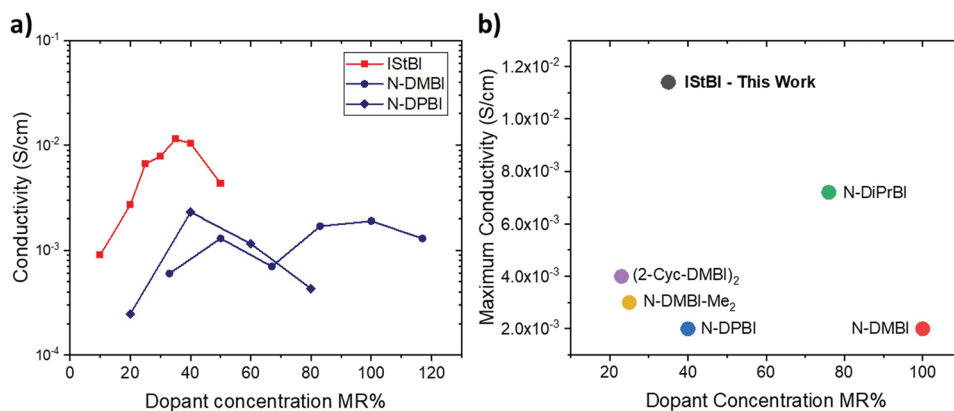 a)
10⁻¹
10⁻²
10⁻³
10⁻⁴
Conductivity (S/cm)
IStBI
N-DMBI
N-DPBI
0 20 40 60 80 100 120
Dopant concentration MR%
b)
1.2x10⁻²
1.0x10⁻²
8.0x10⁻³
6.0x10⁻³
4.0x10⁻³
2.0x10⁻³
Maximum Conductivity (S/cm)
IStBI - This Work
N-DiPrBI
(2-Cyc-DMBI)₂
N-DMBI-Me₂
N-DPBI
N-DMBI
20 40 60 80 100
Dopant Concentration MR%